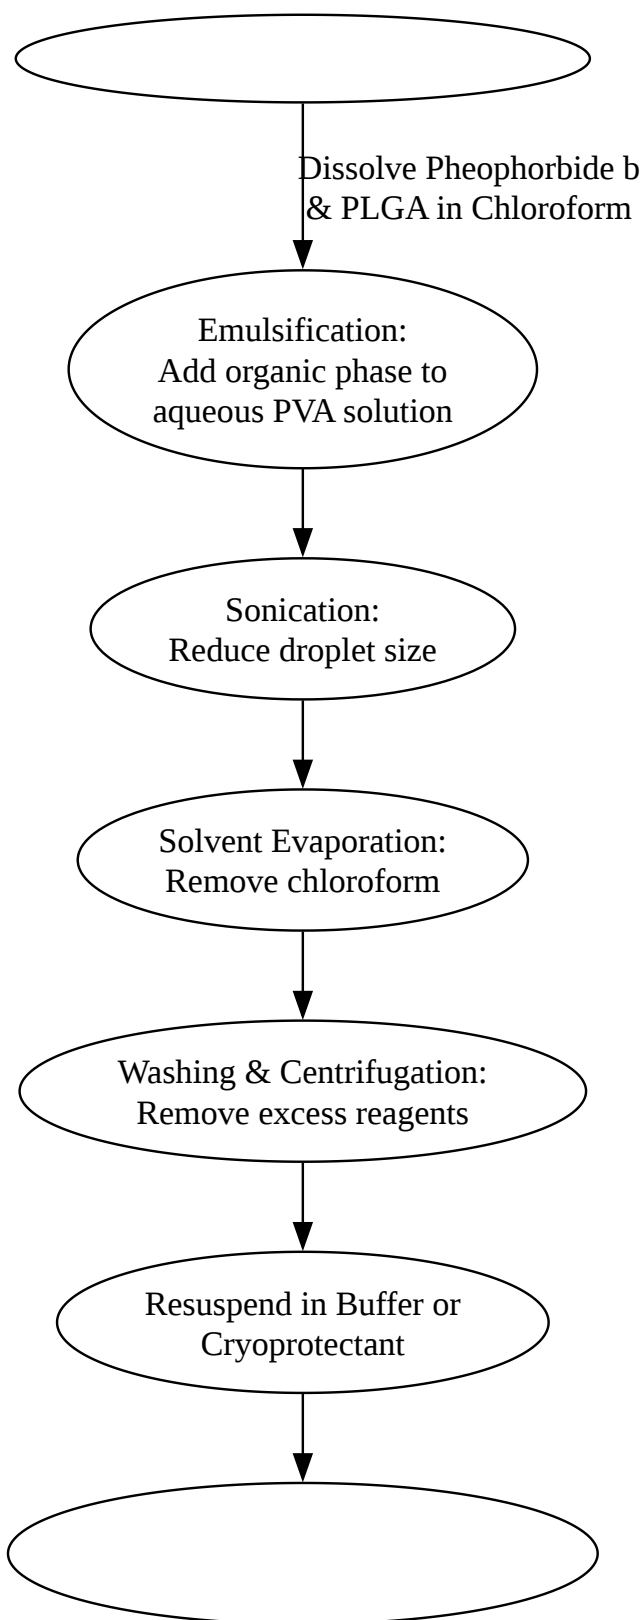 Dissolve Pheophorbide b
& PLGA in Chloroform
Emulsification:
Add organic phase to
aqueous PVA solution
Sonication:
Reduce droplet size
Solvent Evaporation:
Remove chloroform
Washing & Centrifugation:
Remove excess reagents
Resuspend in Buffer or
Cryoprotectant